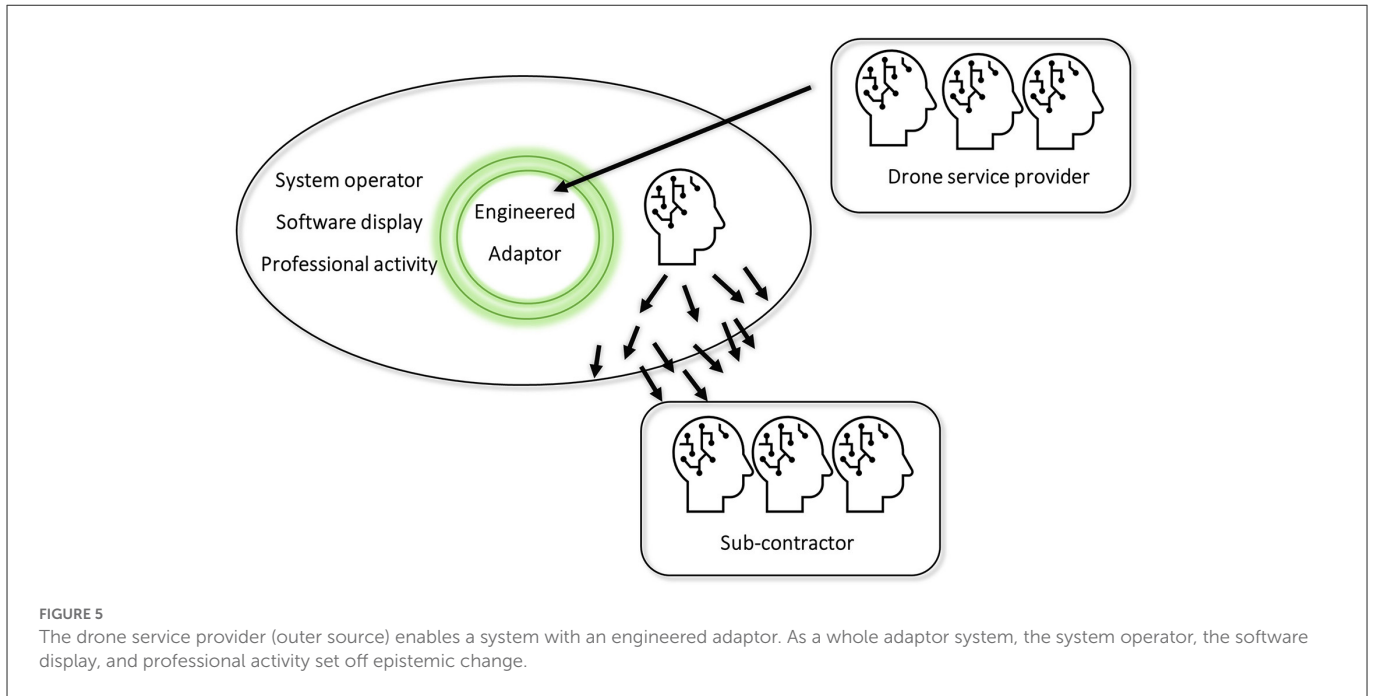 System operator
Software display
Professional activity
Engineered
Adaptor
Drone service provider
Sub-contractor
FIGURE 5
The drone service provider (outer source) enables a system with an engineered adaptor. As a whole adaptor system, the system operator, the software
display, and professional activity set off epistemic change.